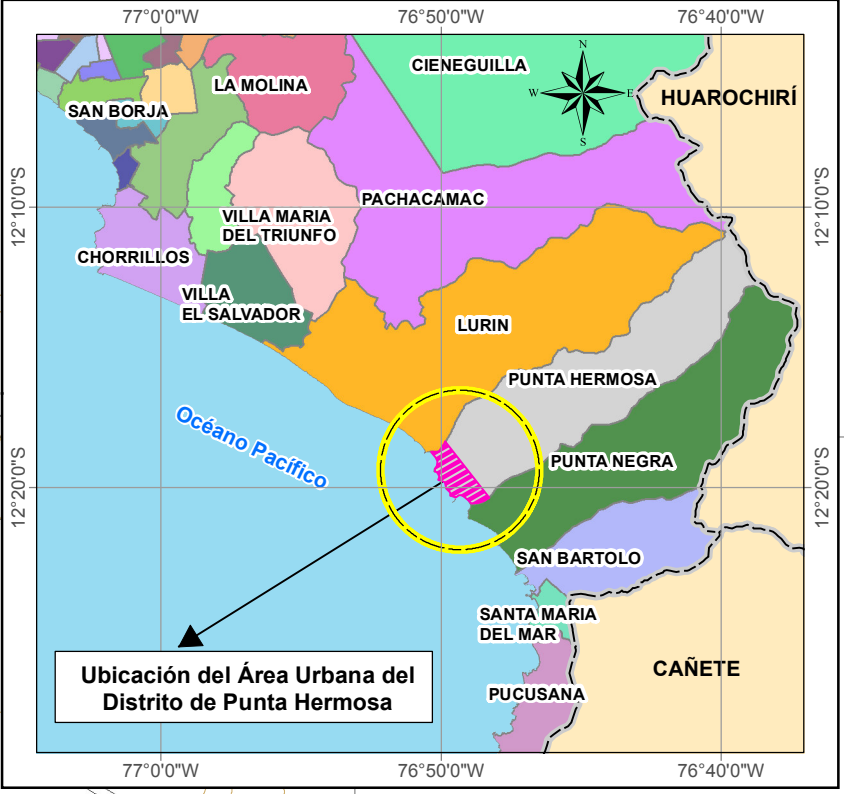 77°0'0"W
76°50'0"W
76°40'0"W
CIENEGUILLA
N
W
E
S
LA MOLINA
HUAROCHIRÍ
SAN BORJA
PACHACAMAC
12°10'0"S
12°10'0"S
VILLA MARIA
DEL TRIUNFO
CHORRILLOS
VILLA
EL SALVADOR
LURIN
PUNTA HERMOSA
Océano Pacífico
PUNTA NEGRA
12°20'0"S
12°20'0"S
SAN BARTOLO
SANTA MARIA
DEL MAR
CAÑETE
PUCUSANA
Ubicación del Área Urbana del
Distrito de Punta Hermosa
77°0'0"W
76°50'0"W
76°40'0"W